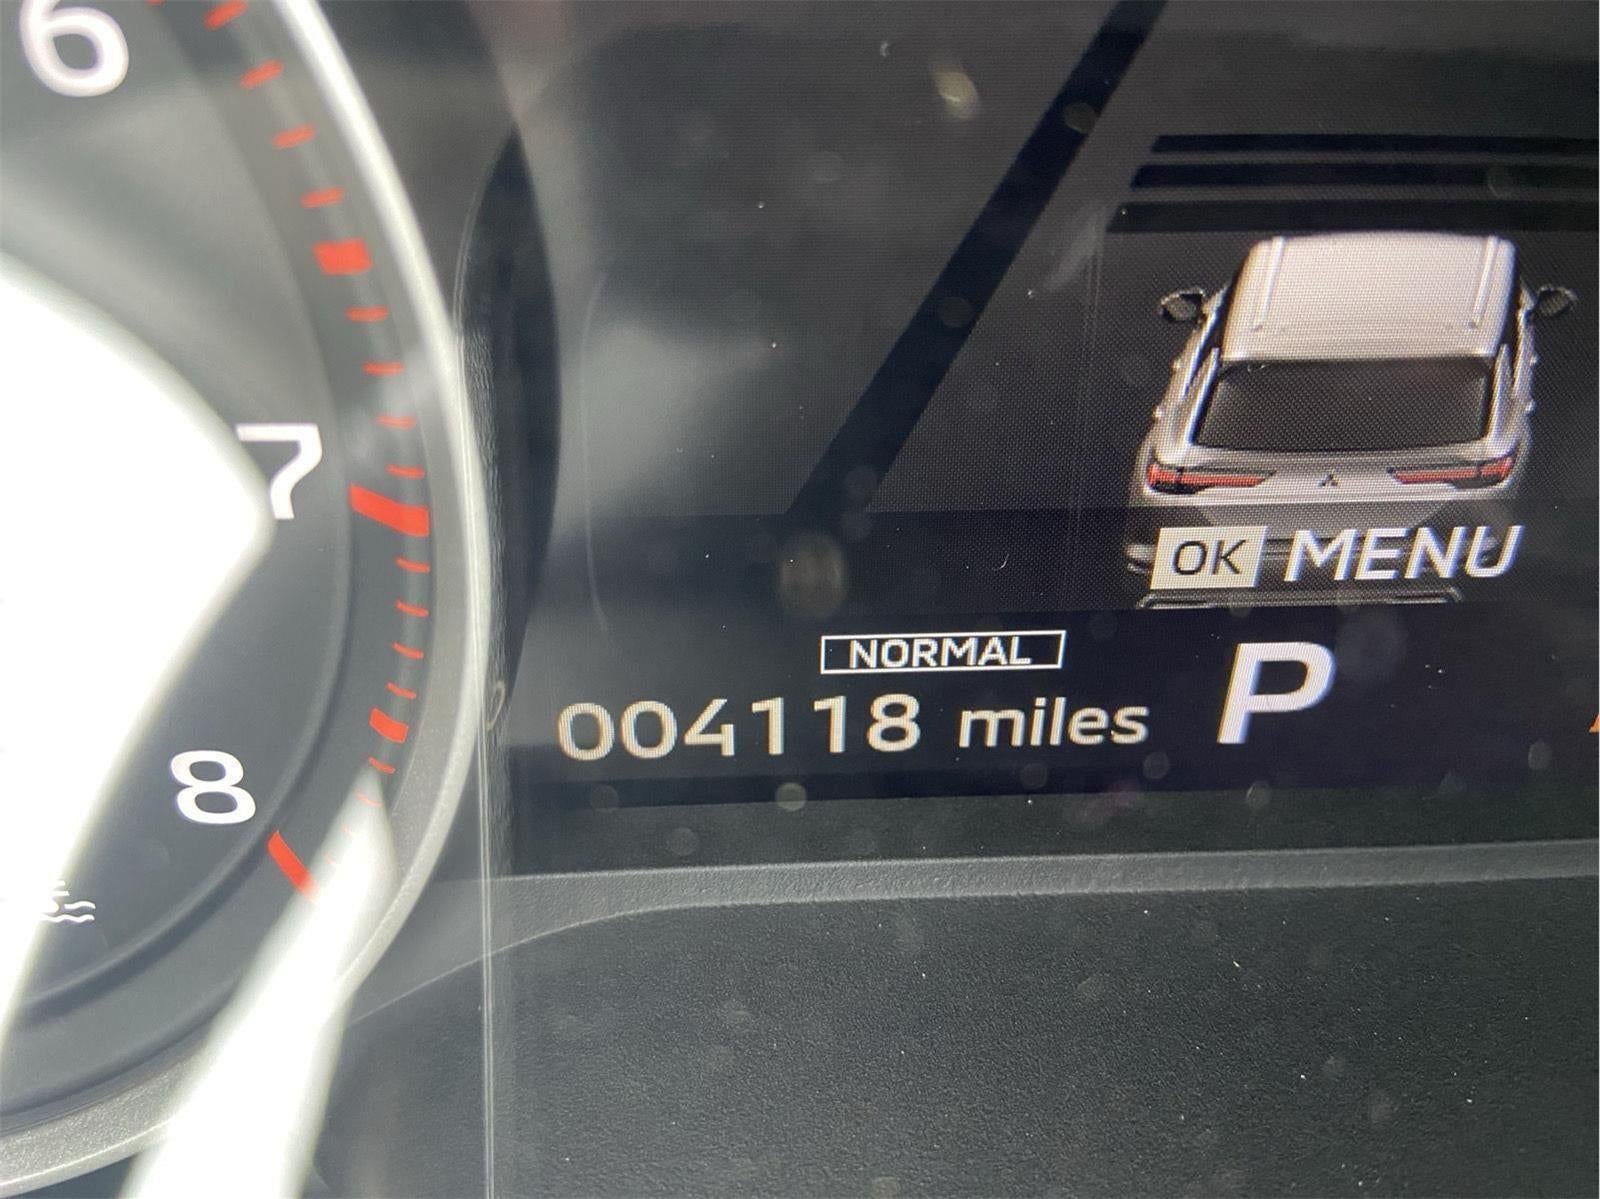 6
7
8
OK MENU
NORMAL
004118 miles P